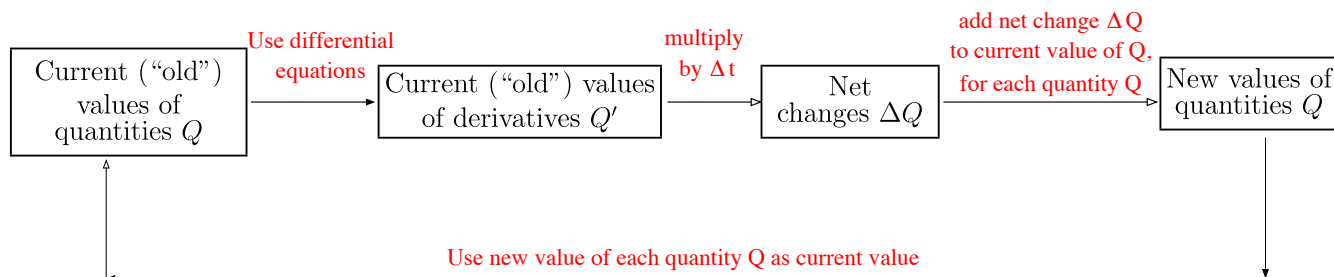 Current (“old”)
values of
quantities Q
Use differential
equations
Current (“old”) values
of derivatives Q′
multiply
by Δ t
Net
changes ΔQ
add net change Δ Q
to current value of Q,
for each quantity Q
New values of
quantities Q
Use new value of each quantity Q as current value